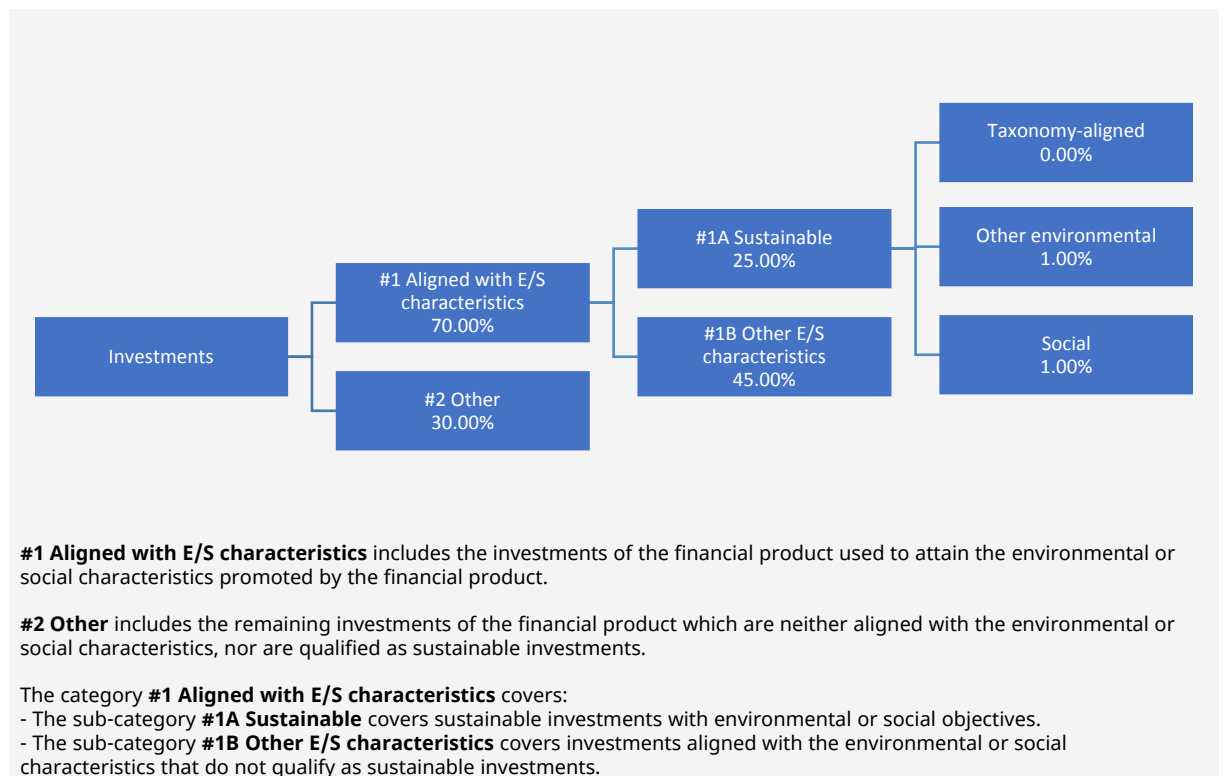 Taxonomy-aligned
0.00%
#1A Sustainable
25.00%
Other environmental
1.00%
#1 Aligned with E/S
characteristics
70.00%
Investments
#1B Other E/S
characteristics
45.00%
Social
1.00%
#2 Other
30.00%
#1 Aligned with E/S characteristics includes the investments of the financial product used to attain the environmental or
social characteristics promoted by the financial product.
#2 Other includes the remaining investments of the financial product which are neither aligned with the environmental or
social characteristics, nor are qualified as sustainable investments.
The category #1 Aligned with E/S characteristics covers:
- The sub-category #1A Sustainable covers sustainable investments with environmental or social objectives.
- The sub-category #1B Other E/S characteristics covers investments aligned with the environmental or social
characteristics that do not qualify as sustainable investments.